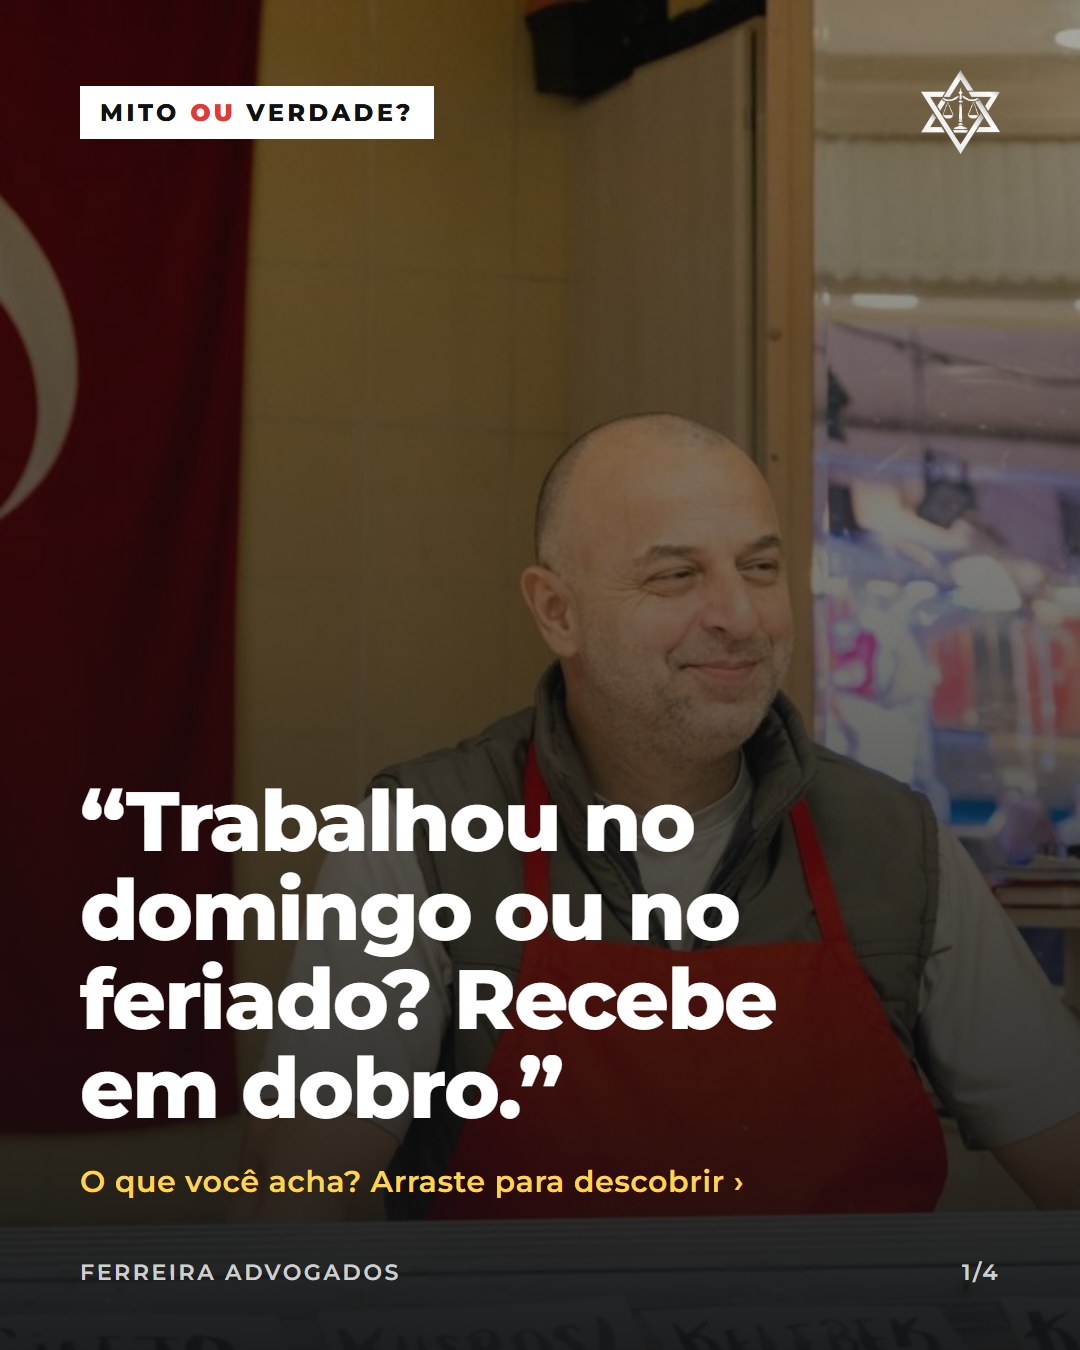 MITO OU VERDADE?
“Trabalhou no
domingo ou no
feriado? Recebe
em dobro.”
O que você acha? Arraste para descobrir ›
FERREIRA ADVOGADOS
1/4